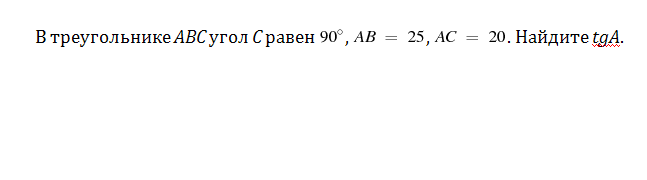 В треугольнике ABC угол C равен 90°, AB = 25, AC = 20. Найдите tgA.